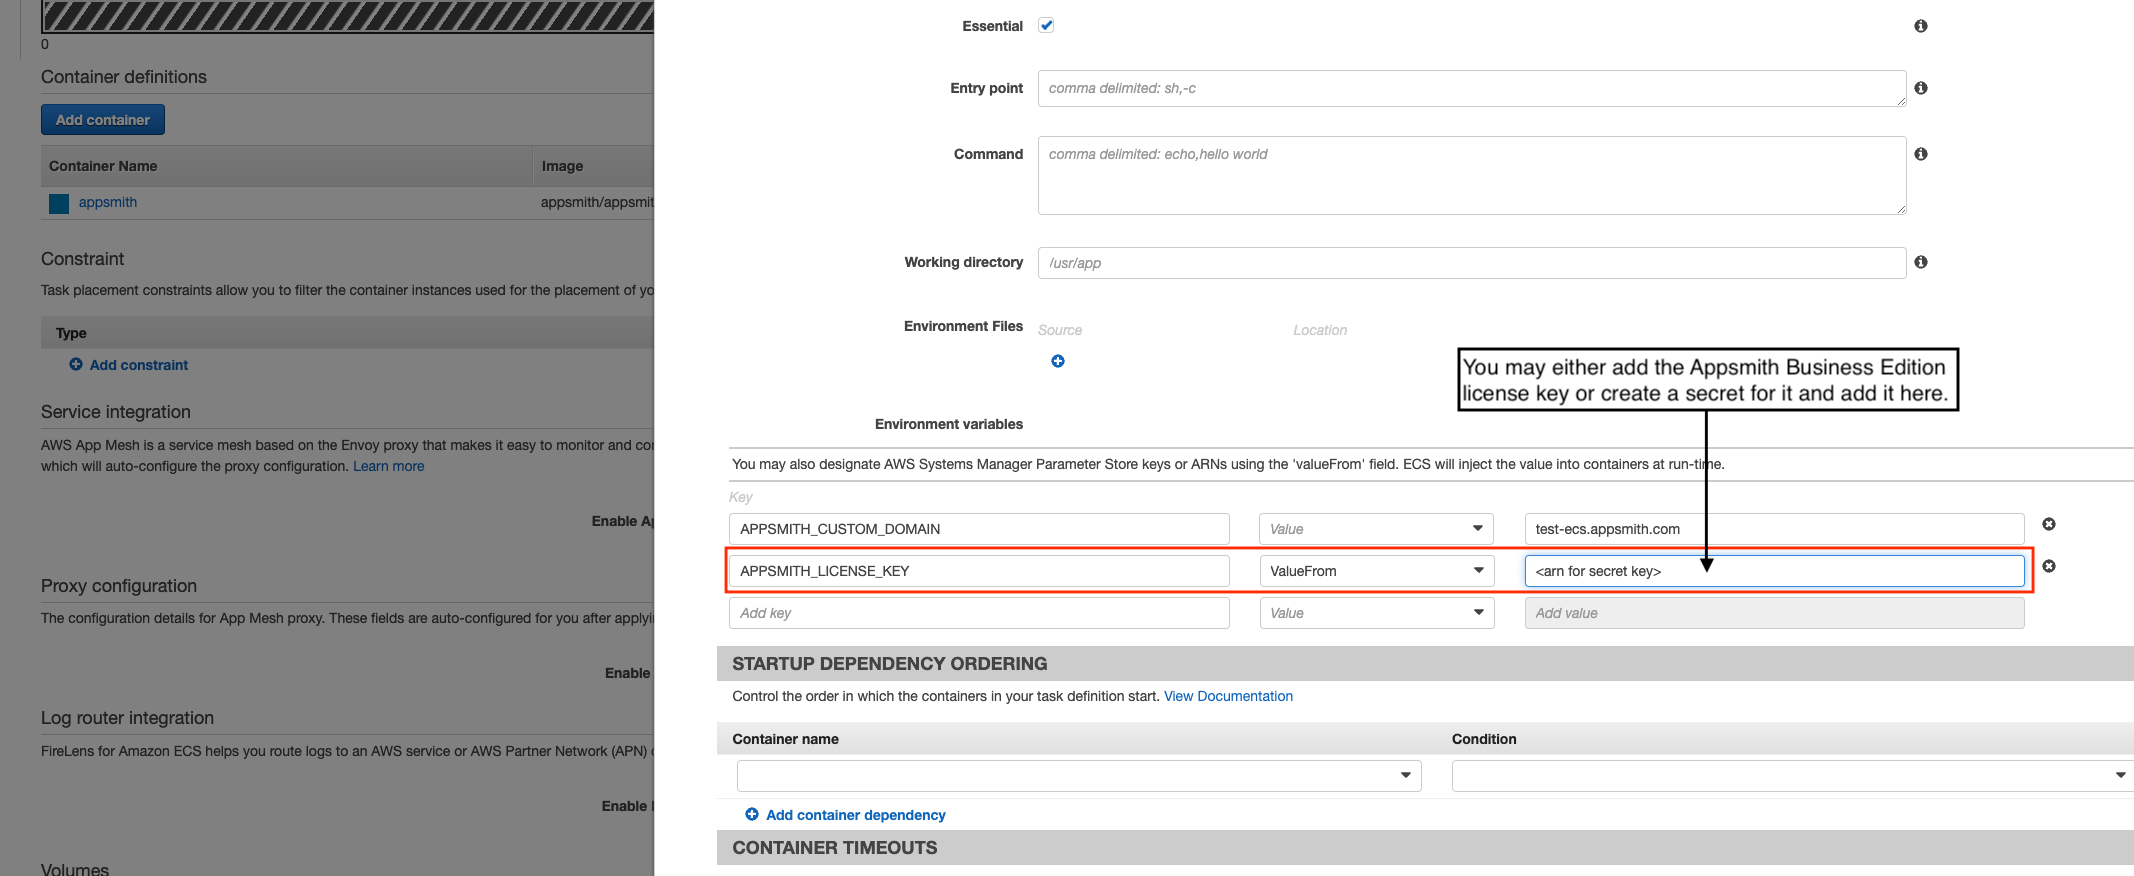 0
Container definitions
Add container
Container Name
Image
appsmith
appsmith/appsmit
Constraint
Task placement constraints allow you to filter the container instances used for the placement of yo
Type
Add constraint
Service integration
AWS App Mesh is a service mesh based on the Envoy proxy that makes it easy to monitor and con
which will auto-configure the proxy configuration. Learn more
Enable Ap
Proxy configuration
The configuration details for App Mesh proxy. These fields are auto-configured for you after applyi
Enable
Log router integration
FireLens for Amazon ECS helps you route logs to an AWS service or AWS Partner Network (APN)
Enable
Volumes
Essential
Entry point
comma delimited: sh,-c
Command
comma delimited: echo,hello world
Working directory
/usr/app
Environment Files
Source
Location
You may either add the Appsmith Business Edition
license key or create a secret for it and add it here.
Environment variables
You may also designate AWS Systems Manager Parameter Store keys or ARNs using the 'valueFrom' field. ECS will inject the value into containers at run-time.
Key
APPSMITH_CUSTOM_DOMAIN
Value
test-ecs.appsmith.com
APPSMITH_LICENSE_KEY
ValueFrom
<arn for secret key>
Add key
Value
Add value
STARTUP DEPENDENCY ORDERING
Control the order in which the containers in your task definition start. View Documentation
Container name
Condition
Add container dependency
CONTAINER TIMEOUTS